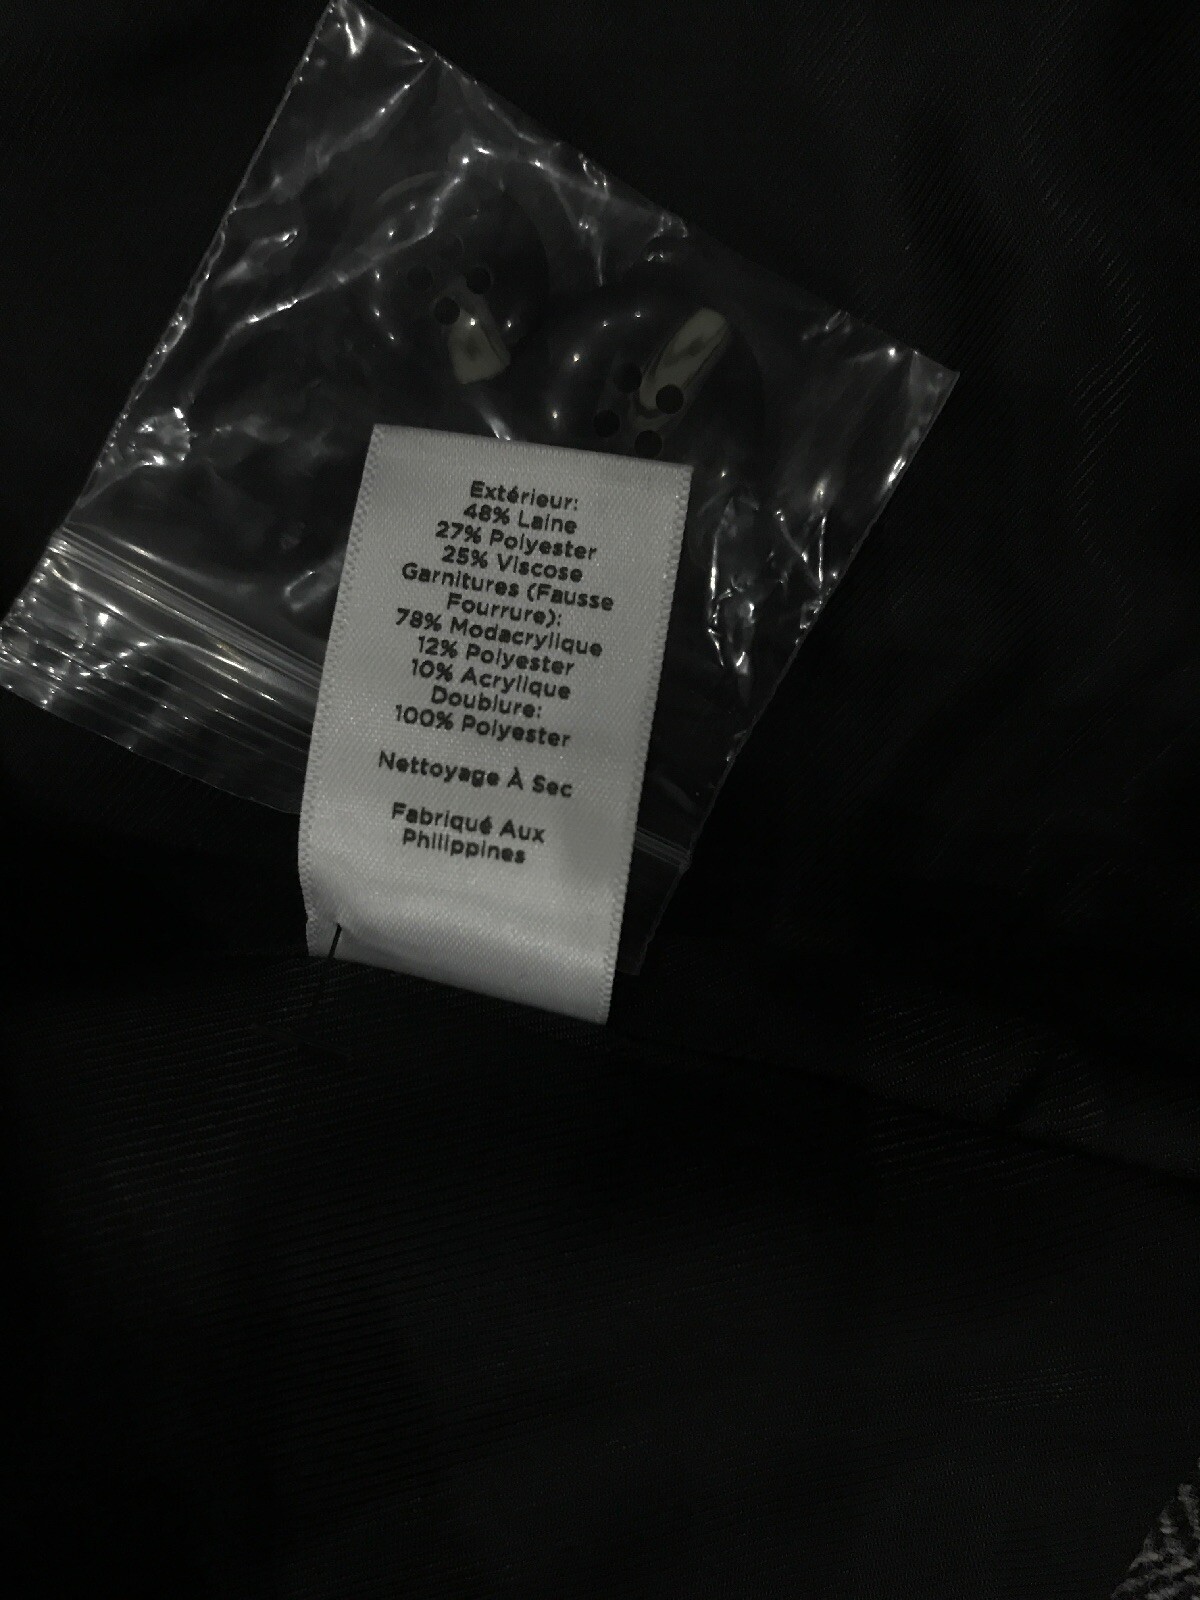 Extérieur:
48% Laine
27% Polyester
25% Viscose
Garnitures (Fausse
Fourrure):
78% Modacrylique
12% Polyester
10% Acrylique
Doublure:
100% Polyester
Nettoyage À Sec
Fabriqué Aux
Philippines